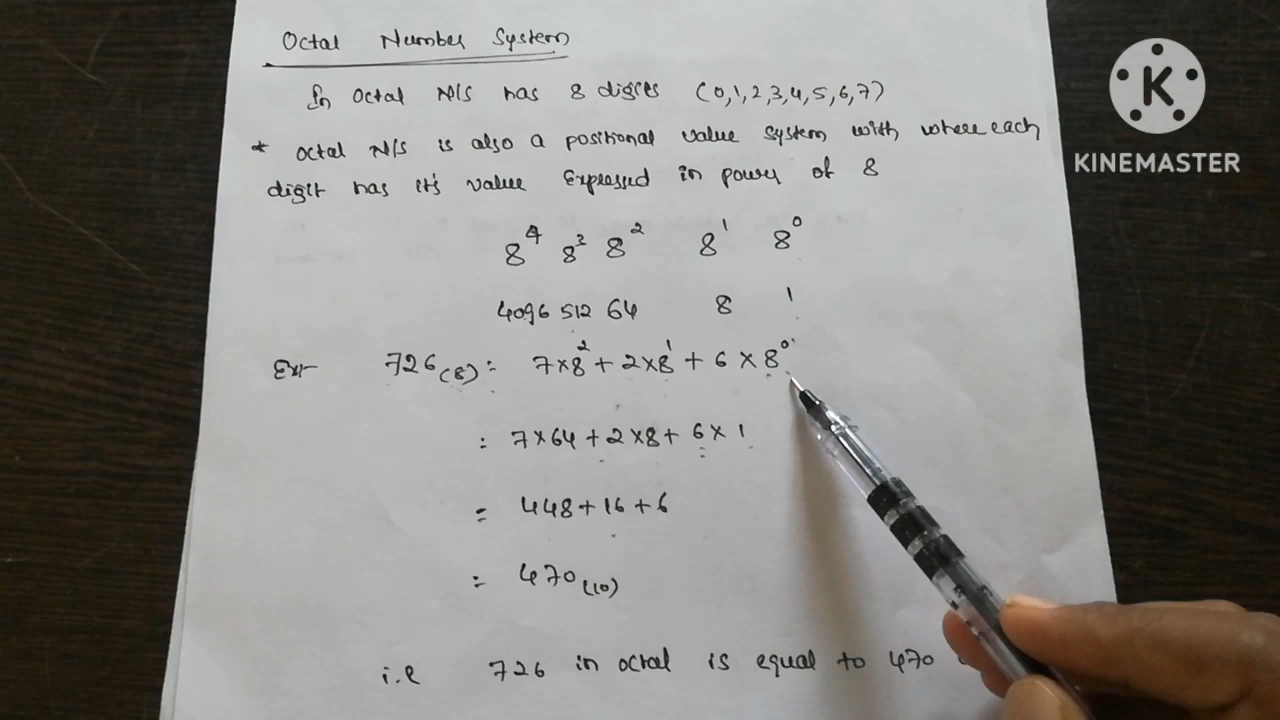 Octal Number System
In Octal N/S has 8 digits (0,1,2,3,4,5,6,7)
* Octal N/S is also a positional value system with where each
digit has it's value Expressed in power of 8
8⁴ 8³ 8² 8¹ 8⁰
4096 512 64 8 1
Ex:- 726(8) = 7×8² + 2×8¹ + 6×8⁰
= 7×64 + 2×8 + 6×1
= 448 + 16 + 6
= 470(10)
i.e 726 in octal is equal to 470
K
KINEMASTER